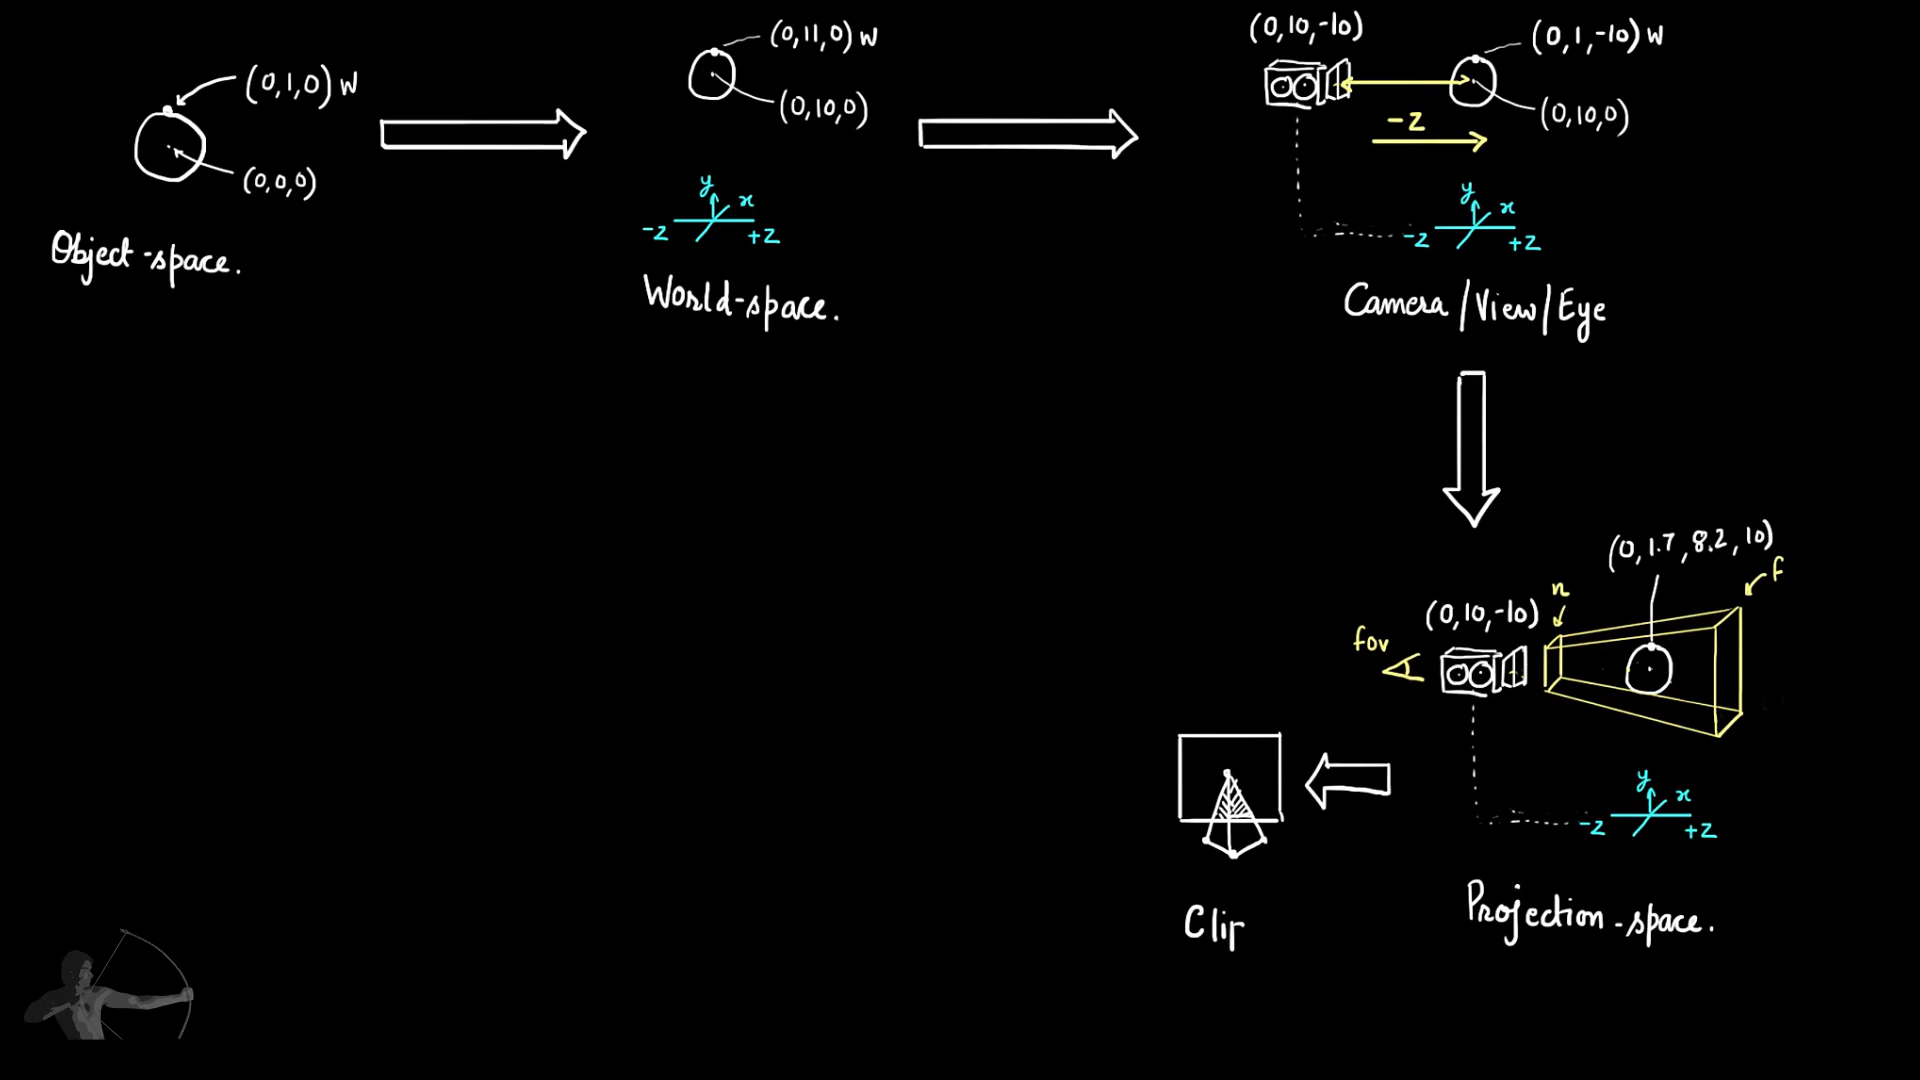 (0,1,0) W
(0,0,0)
Object-space.
(0,11,0) W
(0,10,0)
y
x
-z
+z
World-space.
(0,10,-10)
(0,1,-10) W
(0,10,0)
-z
y
x
-z
+z
Camera/View/Eye
(0,1.7,8.2,10)
f
n
(0,10,-10)
fov
y
x
-z
+z
Projection-space.
Clip